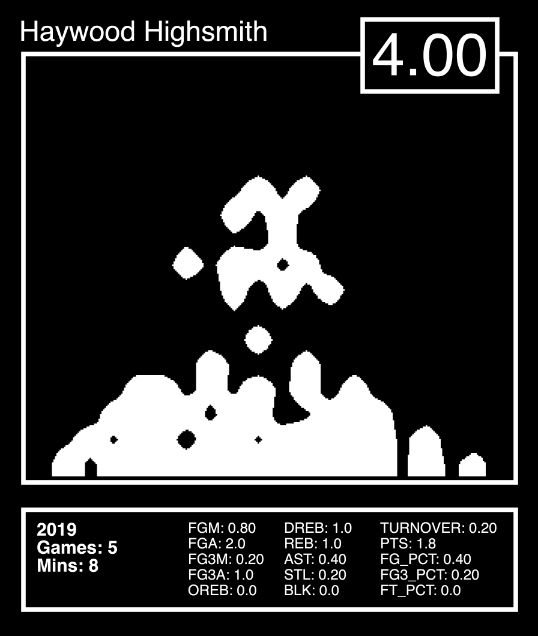 Haywood Highsmith
4.00
2019
Games: 5
Mins: 8
FGM: 0.80
FGA: 2.0
FG3M: 0.20
FG3A: 1.0
OREB: 0.0
DREB: 1.0
REB: 1.0
AST: 0.40
STL: 0.20
BLK: 0.0
TURNOVER: 0.20
PTS: 1.8
FG_PCT: 0.40
FG3_PCT: 0.20
FT_PCT: 0.0